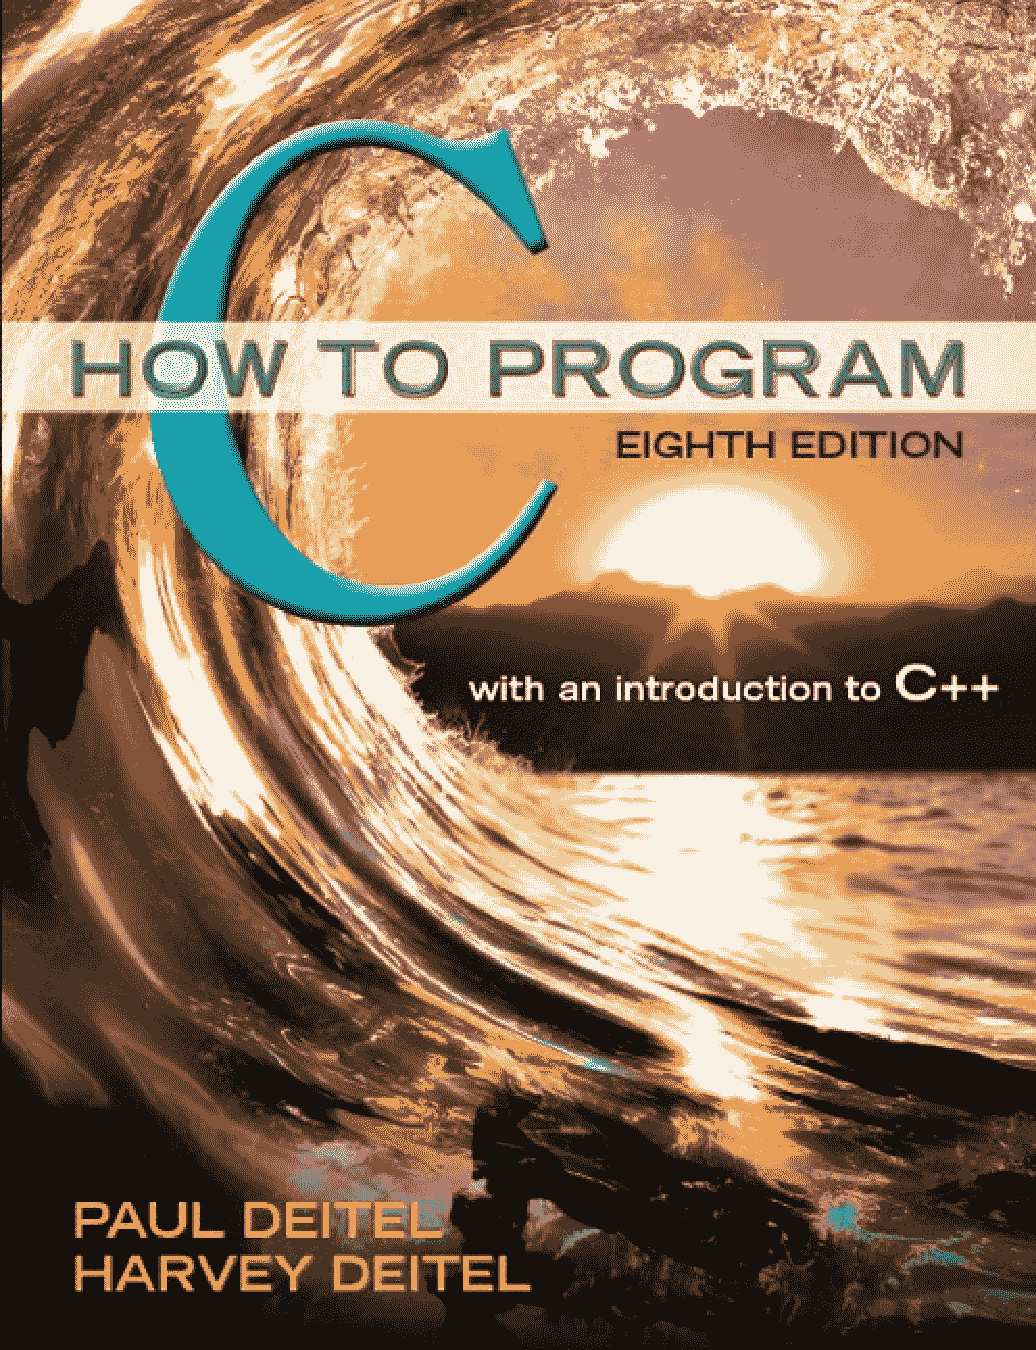 C
HOW TO PROGRAM
EIGHTH EDITION
with an introduction to C++
PAUL DEITEL
HARVEY DEITEL